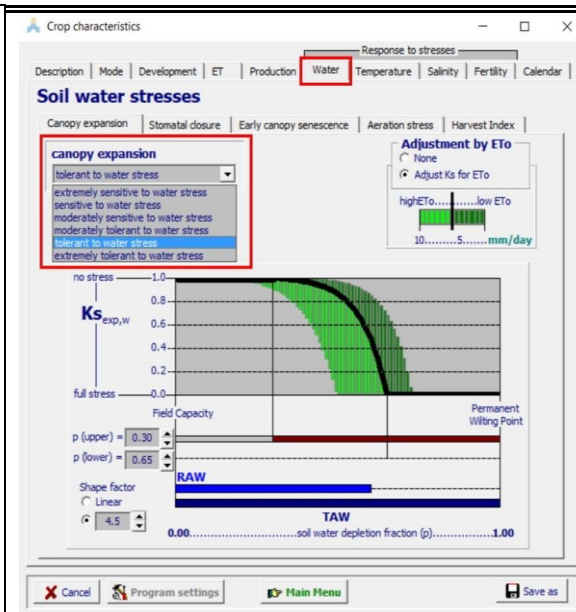 Crop characteristics
Response to stresses
Description Mode Development ET Production Water Temperature Salinity Fertility Calendar
Soil water stresses
Canopy expansion Stomatal closure Early canopy senescence Aeration stress Harvest Index
canopy expansion
tolerant to water stress
extremely sensitive to water stress
sensitive to water stress
moderately sensitive to water stress
moderately tolerant to water stress
tolerant to water stress
extremely tolerant to water stress
Adjustment by ETo
None
Adjust Ks for ETo
highETo...........low ETo
10.........5......mm/day
no stress 1.0
0.8
Ks exp,w
0.6
0.4
0.2
full stress 0.0
Field Capacity
Permanent
Wilting Point
p (upper) = 0.30
p (lower) = 0.65
RAW
Shape factor
Linear
4.5
TAW
0.00.........................soil water depletion fraction (p)..............1.00
Cancel Program settings Main Menu Save as